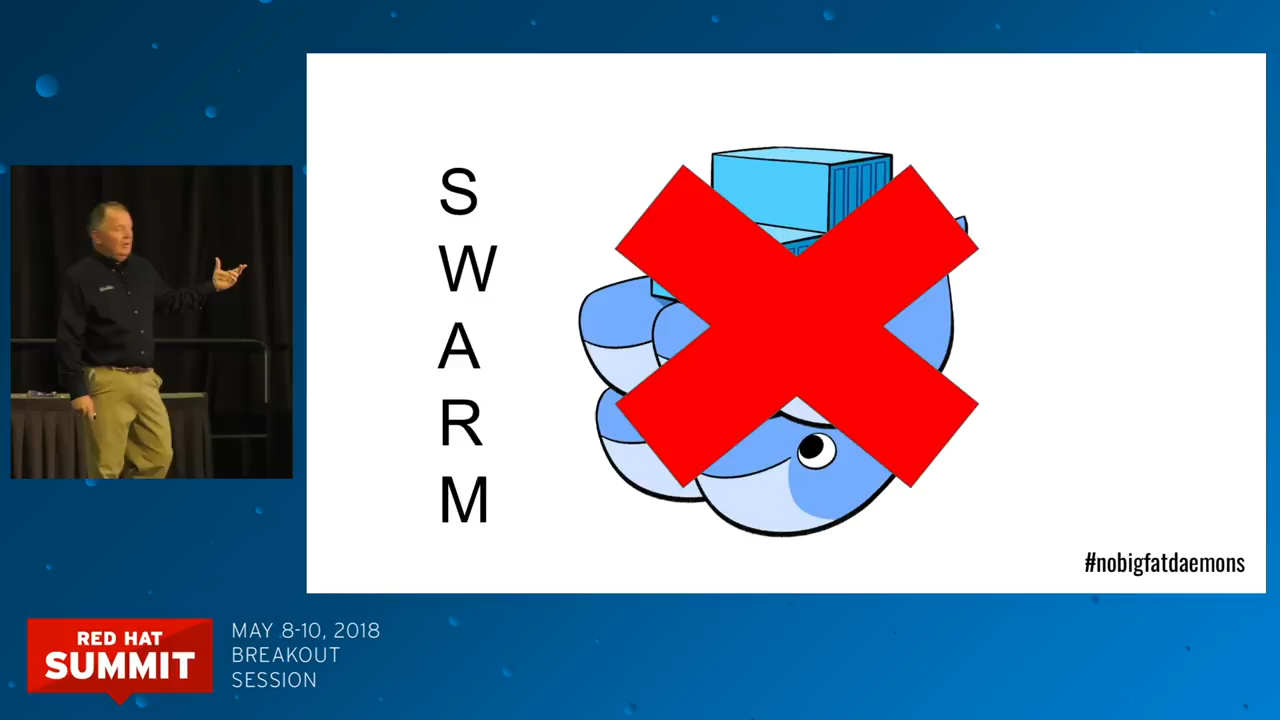 S
W
A
R
M
#nobigfatdaemons
RED HAT
SUMMIT
MAY 8-10, 2018
BREAKOUT
SESSION